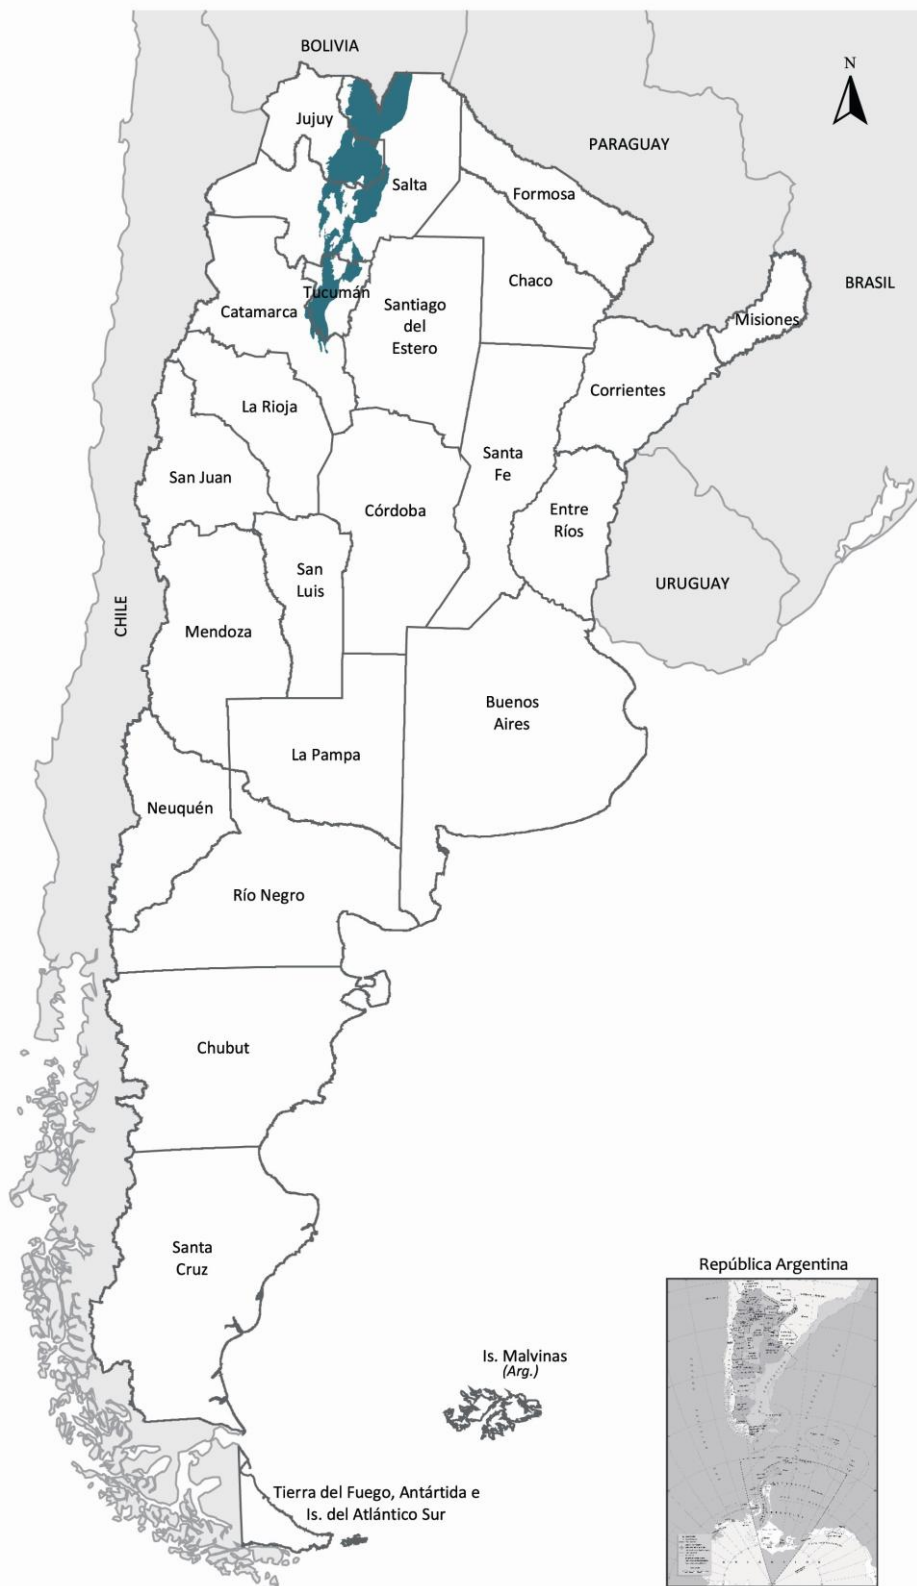 BOLIVIA
N
Jujuy
PARAGUAY
Salta
Formosa
Chaco
BRASIL
Tucumán
Catamarca
Santiago
del
Estero
Misiones
Corrientes
La Rioja
Santa
Fe
San Juan
Córdoba
Entre
Ríos
San
Luis
URUGUAY
CHILE
Mendoza
Buenos
Aires
La Pampa
Neuquén
Río Negro
Chubut
Santa
Cruz
República Argentina
Is. Malvinas
(Arg.)
Tierra del Fuego, Antártida e
Is. del Atlántico Sur